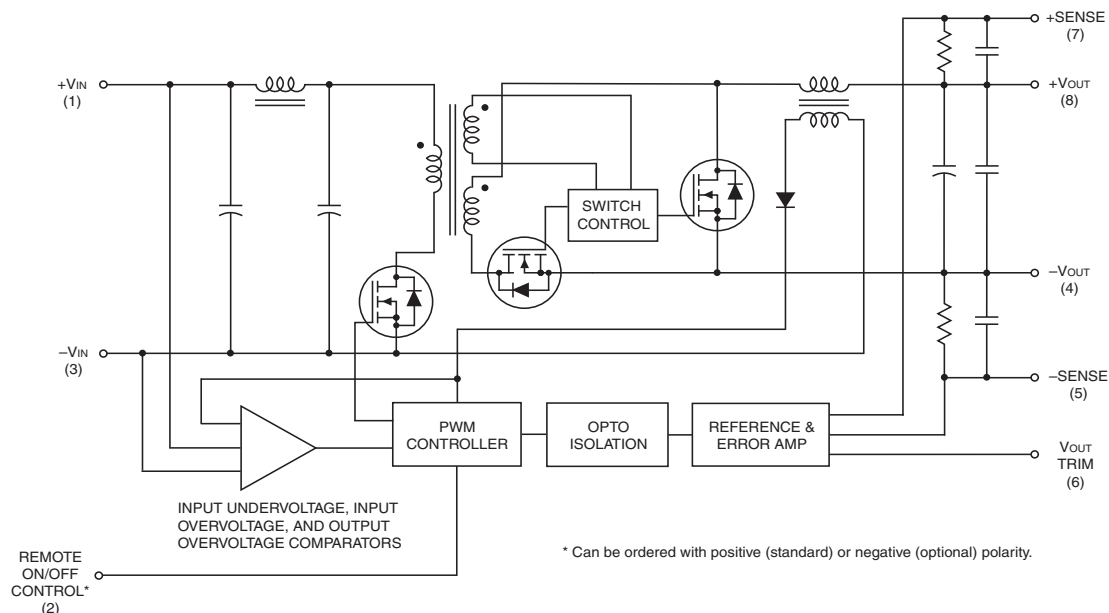 +SENSE
(7)
+VIN
(1)
+VOUT
(8)
SWITCH
CONTROL
–VOUT
(4)
–VIN
(3)
–SENSE
(5)
PWM
CONTROLLER
OPTO
ISOLATION
REFERENCE &
ERROR AMP
VOUT
TRIM
(6)
INPUT UNDERVOLTAGE, INPUT
OVERVOLTAGE, AND OUTPUT
OVERVOLTAGE COMPARATORS
REMOTE
ON/OFF
CONTROL*
(2)
* Can be ordered with positive (standard) or negative (optional) polarity.